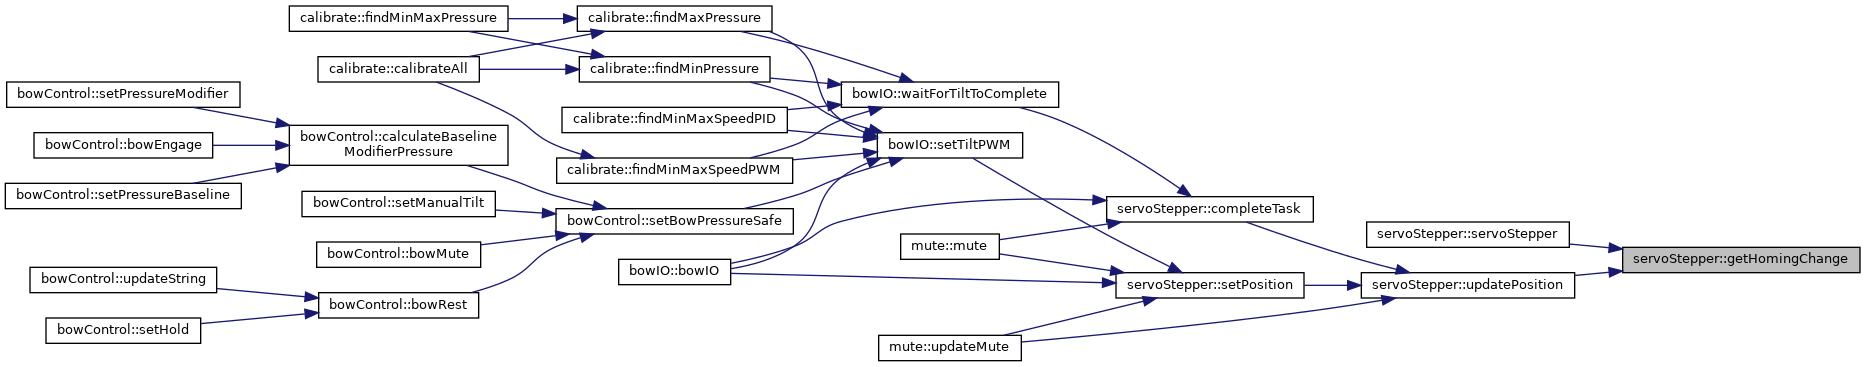 calibrate::findMinMaxPressure
calibrate::findMaxPressure
calibrate::calibrateAll
calibrate::findMinPressure
bowControl::setPressureModifier
bowIO::waitForTiltToComplete
calibrate::findMinMaxSpeedPID
bowControl::bowEngage
bowControl::calculateBaseline
ModifierPressure
bowIO::setTiltPWM
calibrate::findMinMaxSpeedPWM
bowControl::setPressureBaseline
bowControl::setManualTilt
bowControl::setBowPressureSafe
servoStepper::completeTask
servoStepper::servoStepper
bowControl::bowMute
mute::mute
servoStepper::getHomingChange
bowControl::updateString
bowIO::bowIO
servoStepper::setPosition
servoStepper::updatePosition
bowControl::bowRest
bowControl::setHold
mute::updateMute